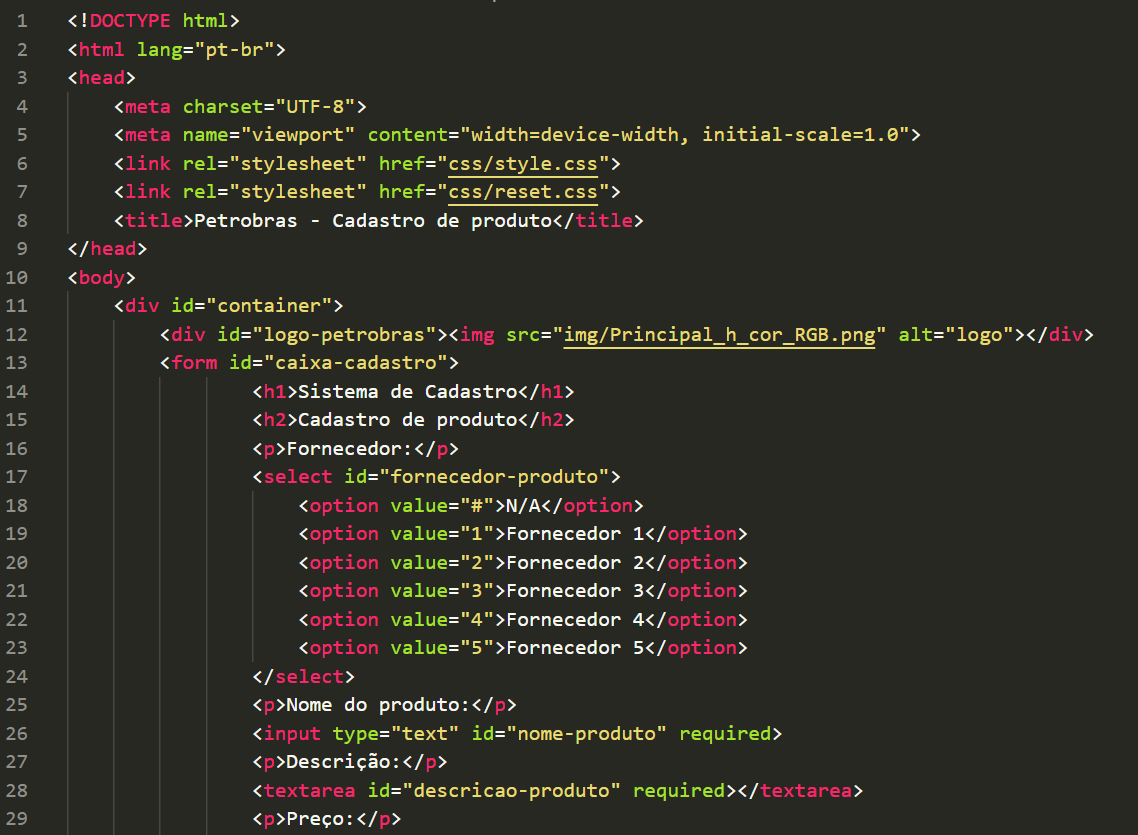 1 <!DOCTYPE html>
2 <html lang="pt-br">
3 <head>
4 <meta charset="UTF-8">
5 <meta name="viewport" content="width=device-width, initial-scale=1.0">
6 <link rel="stylesheet" href="css/style.css">
7 <link rel="stylesheet" href="css/reset.css">
8 <title>Petrobras - Cadastro de produto</title>
9 </head>
10 <body>
11 <div id="container">
12 <div id="logo-petrobras"><img src="img/Principal_h_cor_RGB.png" alt="logo"></div>
13 <form id="caixa-cadastro">
14 <h1>Sistema de Cadastro</h1>
15 <h2>Cadastro de produto</h2>
16 <p>Fornecedor:</p>
17 <select id="fornecedor-produto">
18 <option value="#">N/A</option>
19 <option value="1">Fornecedor 1</option>
20 <option value="2">Fornecedor 2</option>
21 <option value="3">Fornecedor 3</option>
22 <option value="4">Fornecedor 4</option>
23 <option value="5">Fornecedor 5</option>
24 </select>
25 <p>Nome do produto:</p>
26 <input type="text" id="nome-produto" required>
27 <p>Descrição:</p>
28 <textarea id="descricao-produto" required></textarea>
29 <p>Preço:</p>